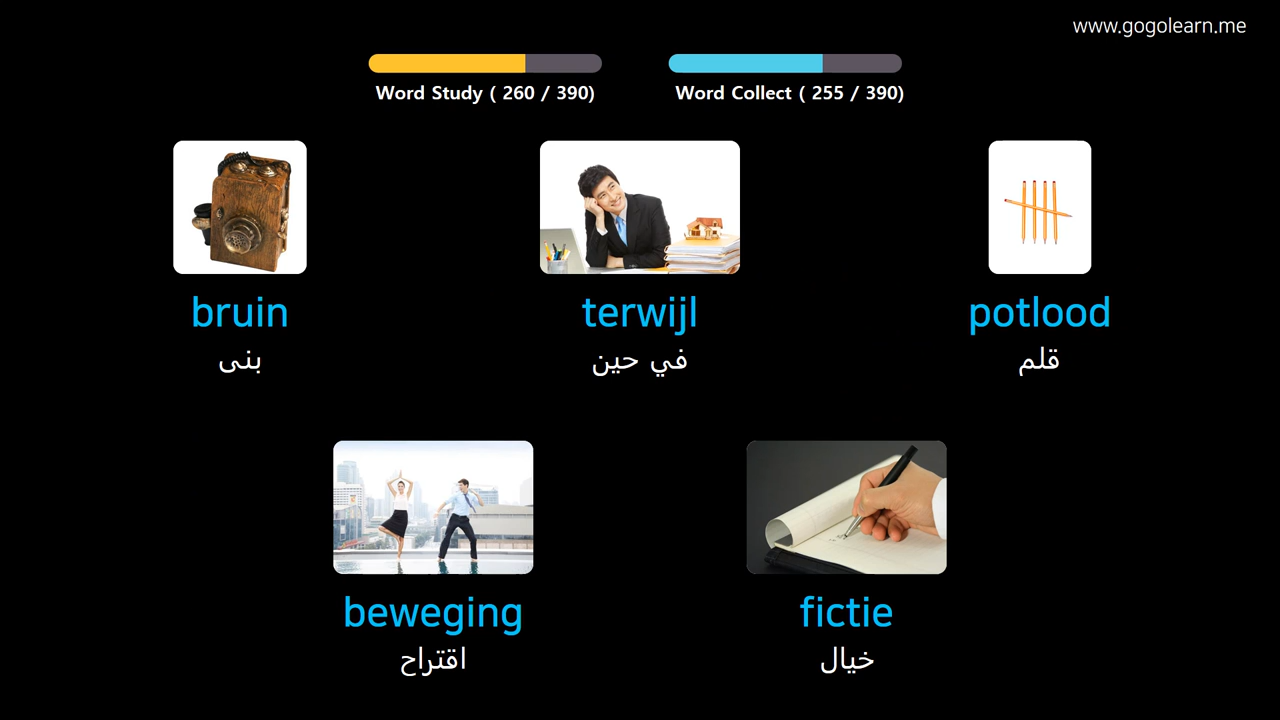 www.gogolearn.me
Word Study ( 260 / 390)
Word Collect ( 255 / 390)
bruin
terwijl
potlood
بنى
في حين
قلم
beweging
fictie
اقتراح
خيال